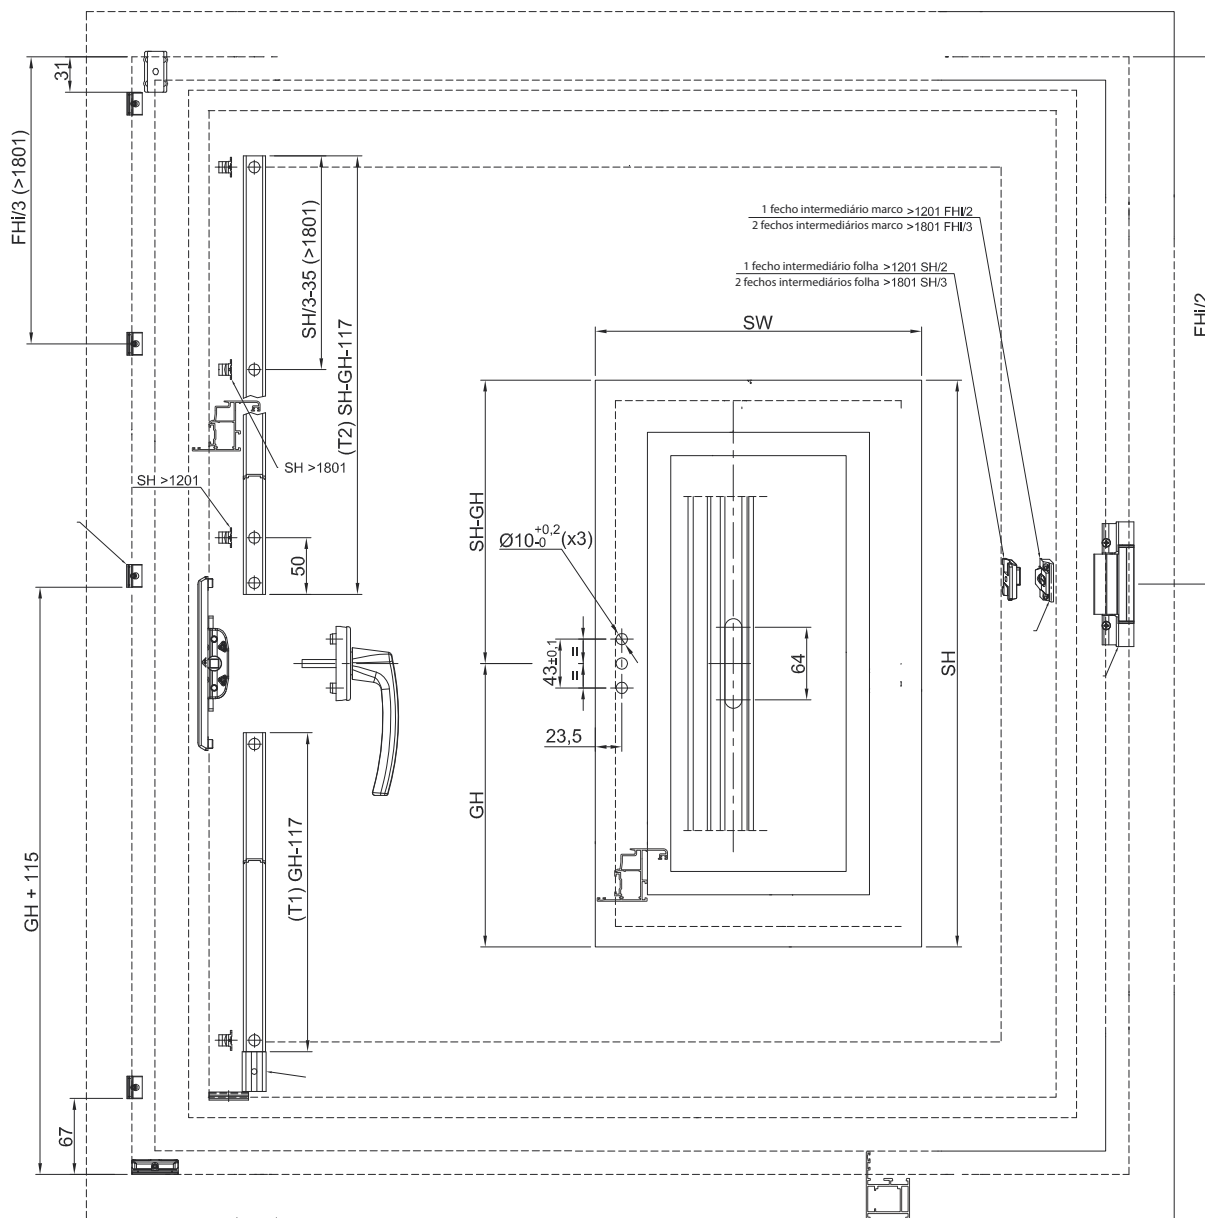 31
FHi/3 (>1801)
SH/3-35 (>1801)
(T2) SH-GH-117
1 fecho intermediário marco >1201 FHI/2
2 fechos intermediários marco >1801 FHI/3
1 fecho intermediário folha >1201 SH/2
2 fechos intermediários folha >1801 SH/3
FHi/2
SW
SH >1801
SH >1201
SH-GH
Ø10 +0,2 -0 (x3)
50
43±0,1
=
=
64
SH
23,5
GH
(T1) GH-117
GH + 115
67